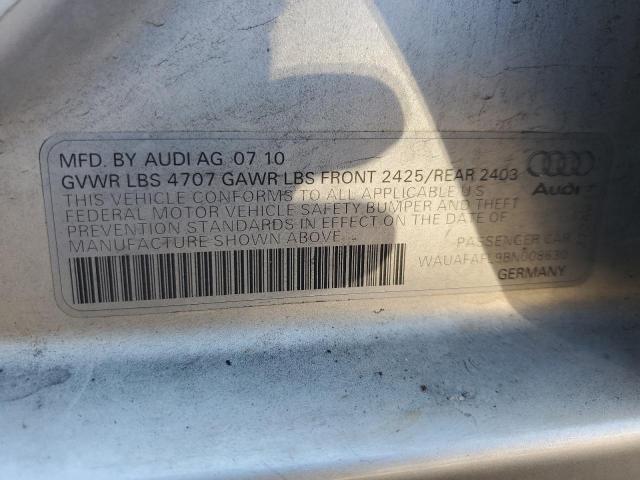 MFD. BY AUDI AG 07 10
GVWR LBS 4707 GAWR LBS FRONT 2425/REAR 2403
THIS VEHICLE CONFORMS TO ALL APPLICABLE U.S.
FEDERAL MOTOR VEHICLE SAFETY BUMPER AND THEFT
PREVENTION STANDARDS IN EFFECT ON THE DATE OF
MANUFACTURE SHOWN ABOVE.
Audi
PASSENGER CAR
WAUAFAFL9BN008630
GERMANY